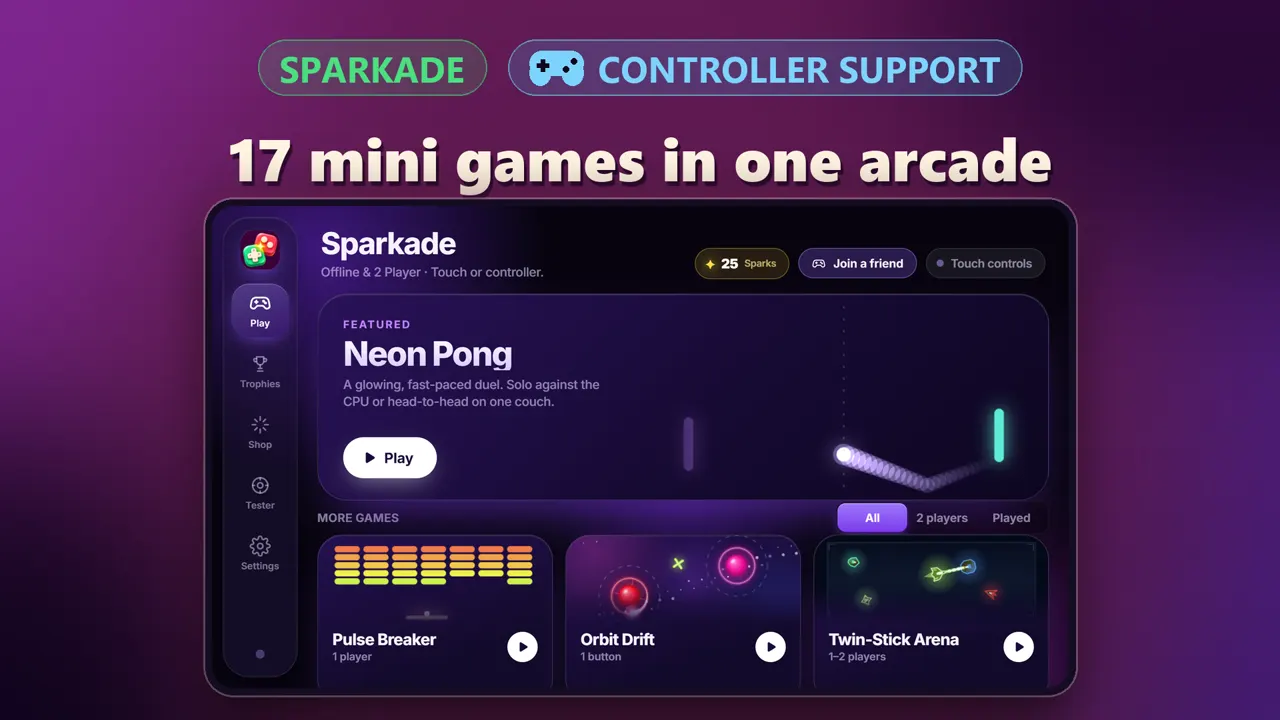 SPARKADE
CONTROLLER SUPPORT
17 mini games in one arcade
Sparkade
Offline & 2 Player · Touch or controller.
25 Sparks
Join a friend
Touch controls
Play
Trophies
Shop
Tester
Settings
FEATURED
Neon Pong
A glowing, fast-paced duel. Solo against the
CPU or head-to-head on one couch.
Play
MORE GAMES
All
2 players
Played
Pulse Breaker
1 player
Orbit Drift
1 button
Twin-Stick Arena
1–2 players